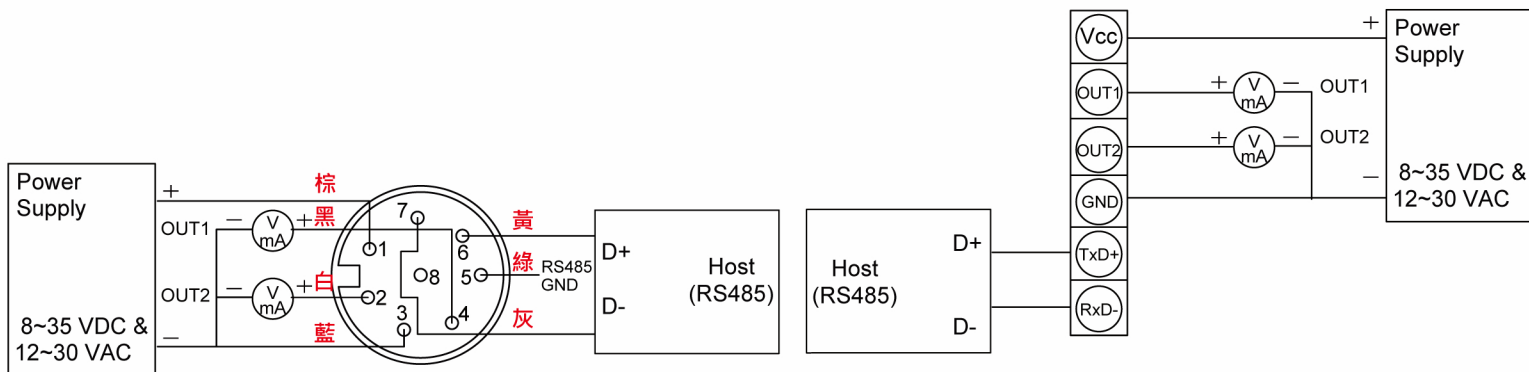 Power
Supply
+
棕
OUT1
−
V
mA
+
黑
OUT2
−
V
mA
+
白
8~35 VDC &
12~30 VAC
−
藍
7
1
6
8
5
2
3
4
黃
綠
RS485
GND
灰
D+
D-
Host
(RS485)
Host
(RS485)
D+
D-
Vcc
OUT1
OUT2
GND
TxD+
RxD-
+
V
mA
−
OUT1
+
V
mA
−
OUT2
+
Power
Supply
−
8~35 VDC &
12~30 VAC